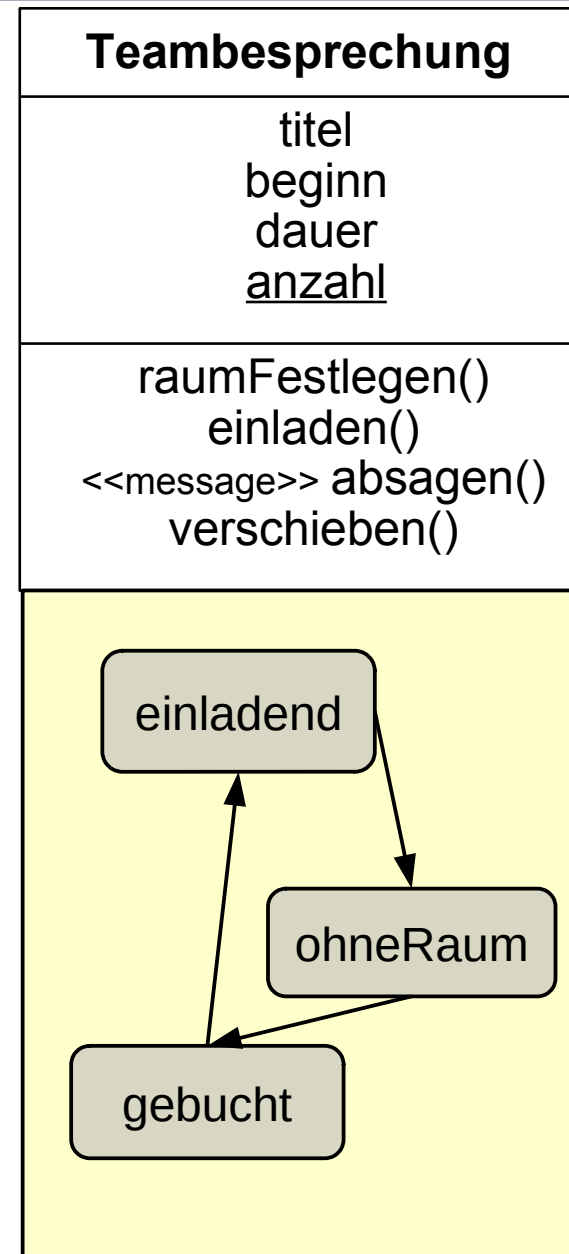 Teambesprechung
titel
beginn
dauer
anzahl
raumFestlegen()
einladen()
<<message>> absagen()
verschieben()
einladend
ohneRaum
gebucht